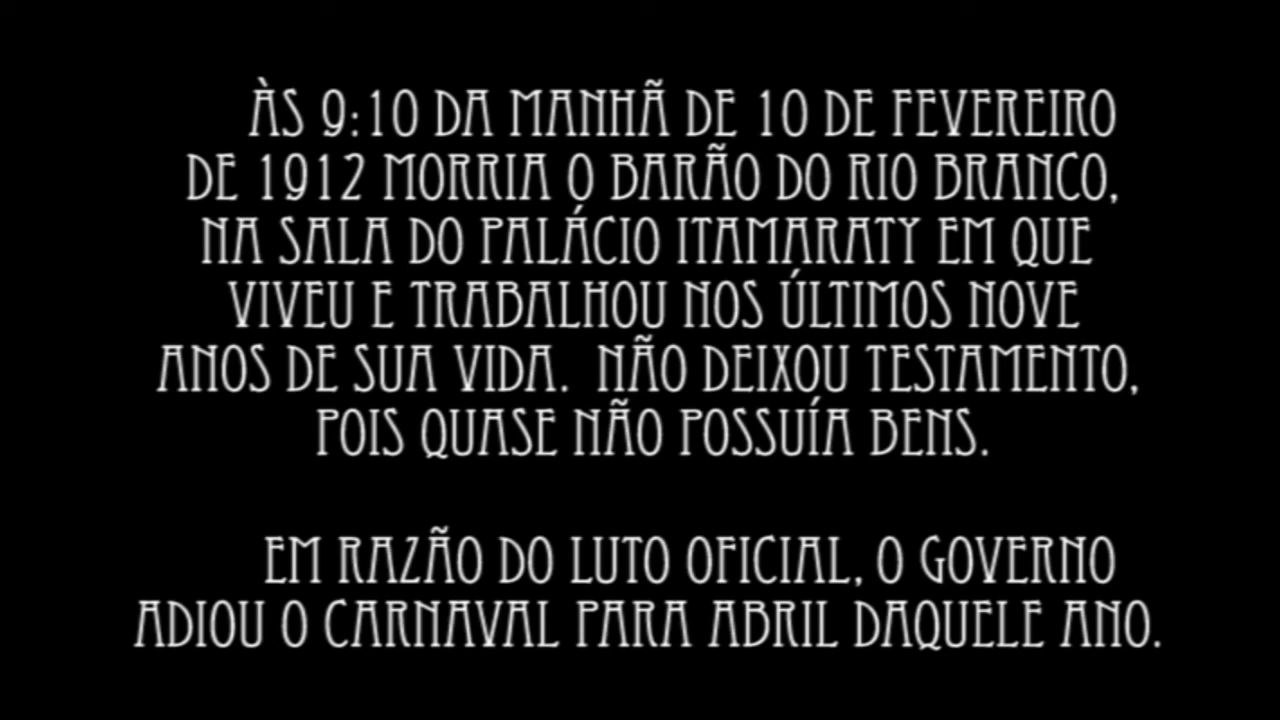 ÀS 9:10 DA MANHÃ DE 10 DE FEVEREIRO
DE 1912 MORRIA O BARÃO DO RIO BRANCO,
NA SALA DO PALÁCIO ITAMARATY EM QUE
VIVEU E TRABALHOU NOS ÚLTIMOS NOVE
ANOS DE SUA VIDA. NÃO DEIXOU TESTAMENTO,
POIS QUASE NÃO POSSUÍA BENS.
EM RAZÃO DO LUTO OFICIAL, O GOVERNO
ADIOU O CARNAVAL PARA ABRIL DAQUELE ANO.